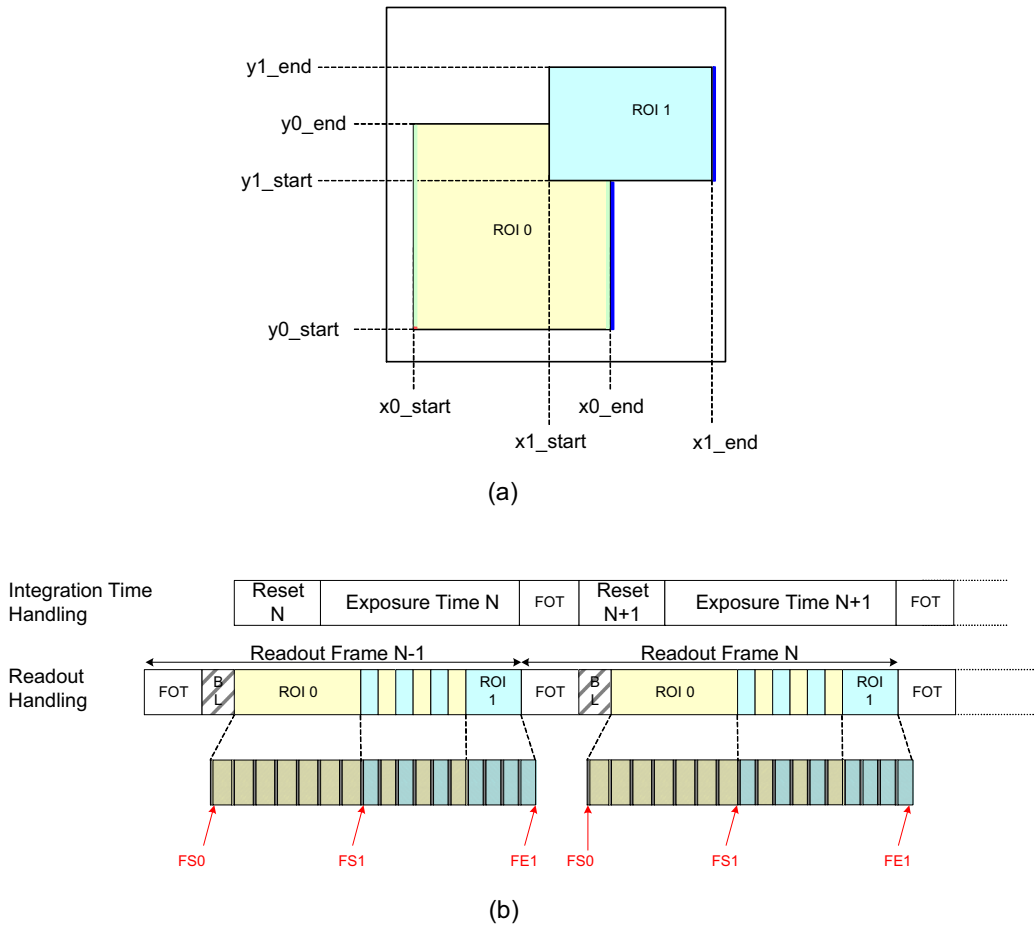 y1_end
ROI 1
y0_end
y1_start
ROI 0
y0_start
x0_start
x0_end
x1_start
x1_end
(a)
Integration Time
Handling
Reset
N
Exposure Time N
FOT
Reset
N+1
Exposure Time N+1
FOT
Readout Frame N-1
Readout Frame N
Readout
Handling
FOT
B
L
ROI 0
ROI
1
FOT
B
L
ROI 0
ROI
1
FOT
FS0
FS1
FE1
FS0
FS1
FE1
(b)